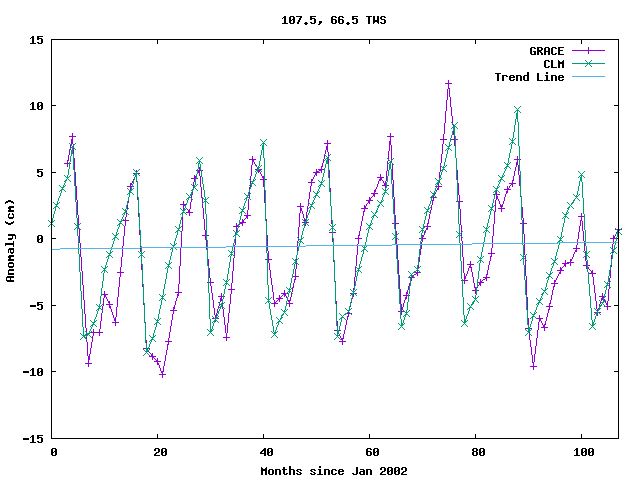 107.5, 66.5 TWS
GRACE
CLM
Trend Line
Anomaly (cm)
15
10
5
0
-5
-10
-15
0 20 40 60 80 100
Months since Jan 2002